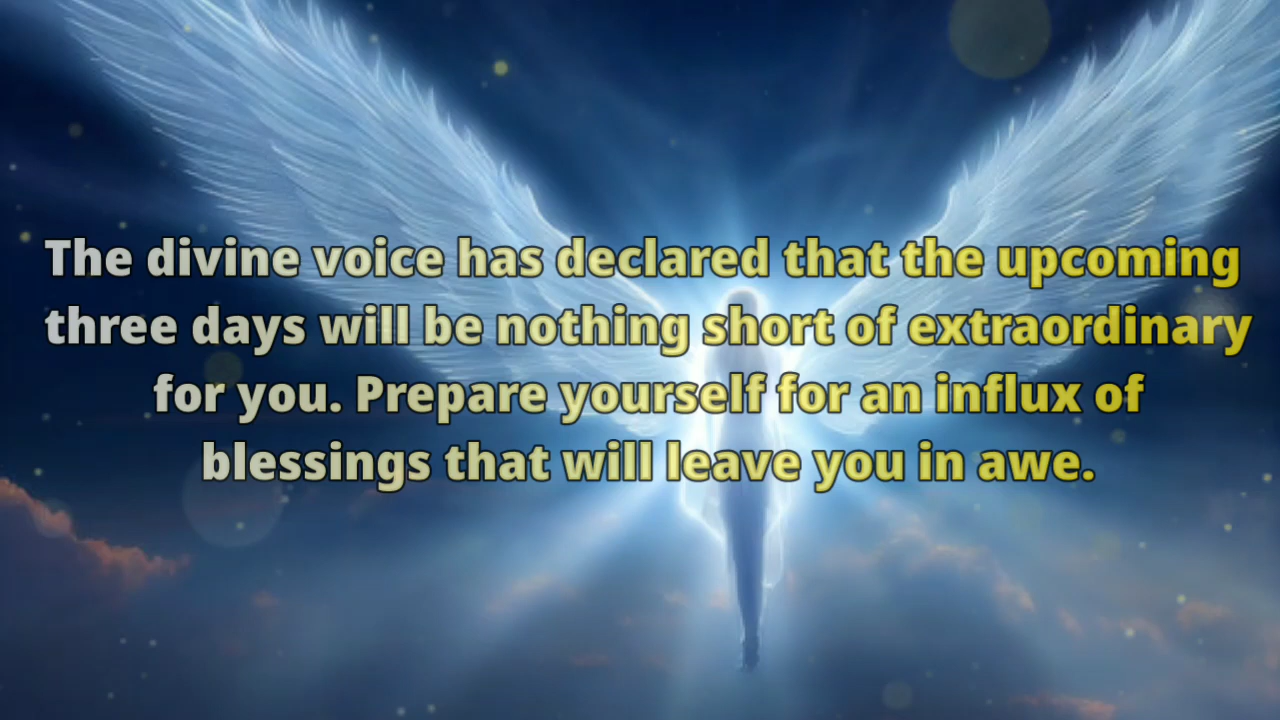 The divine voice has declared that the upcoming
three days will be nothing short of extraordinary
for you. Prepare yourself for an influx of
blessings that will leave you in awe.